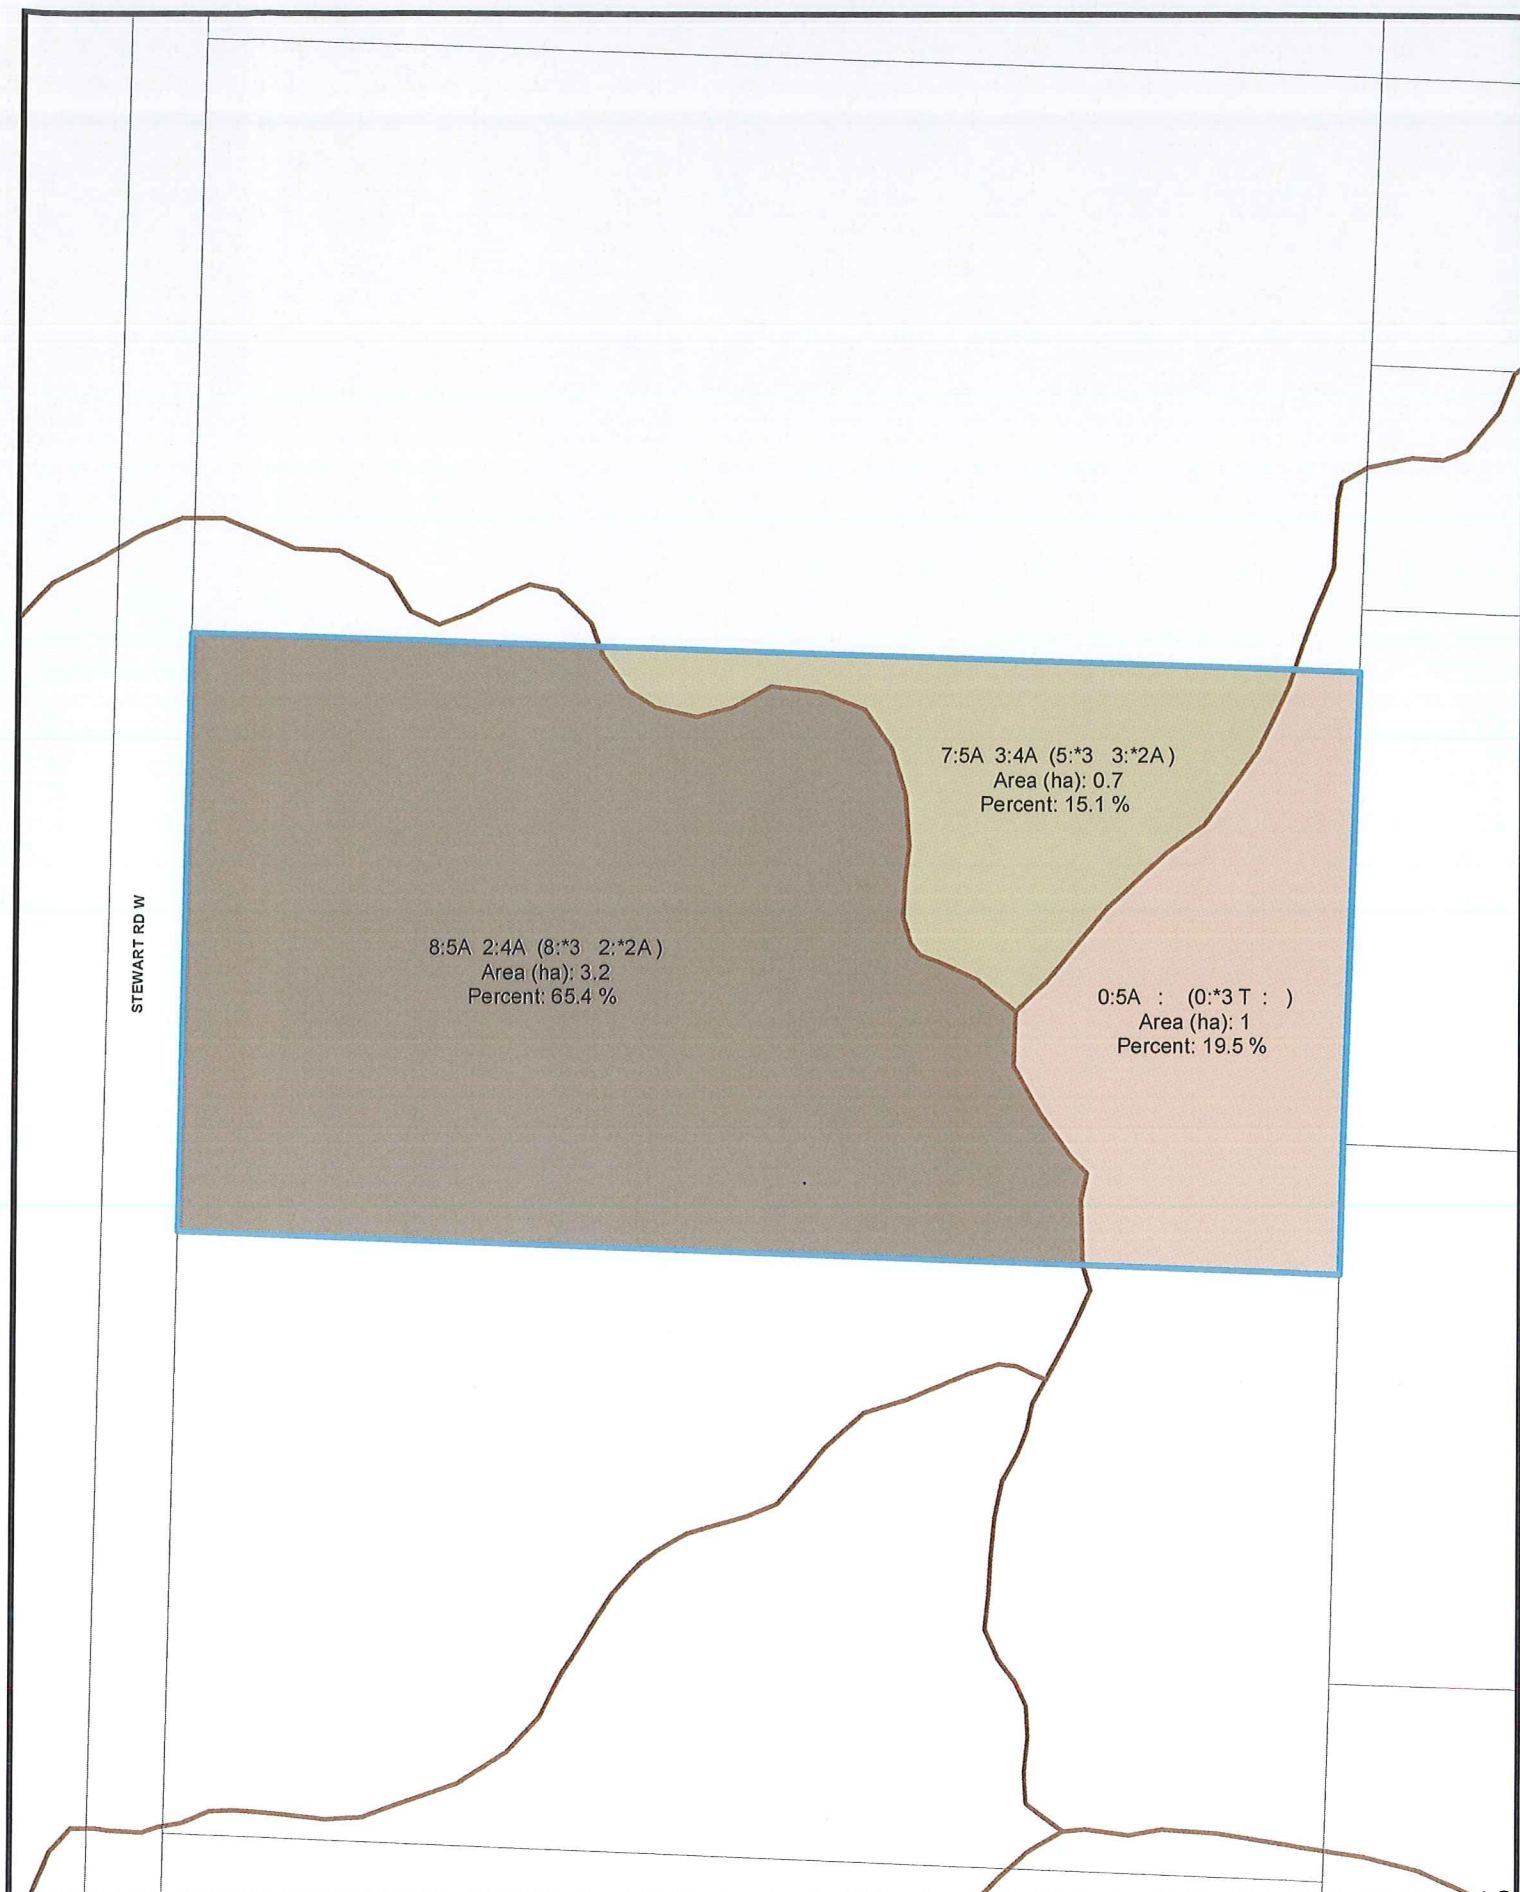 7:5A 3:4A (5:*3 3:*2A)
Area (ha): 0.7
Percent: 15.1 %
STEWART RD W
8:5A 2:4A (8:*3 2:*2A)
Area (ha): 3.2
Percent: 65.4 %
0:5A : (0:*3 T : )
Area (ha): 1
Percent: 19.5 %